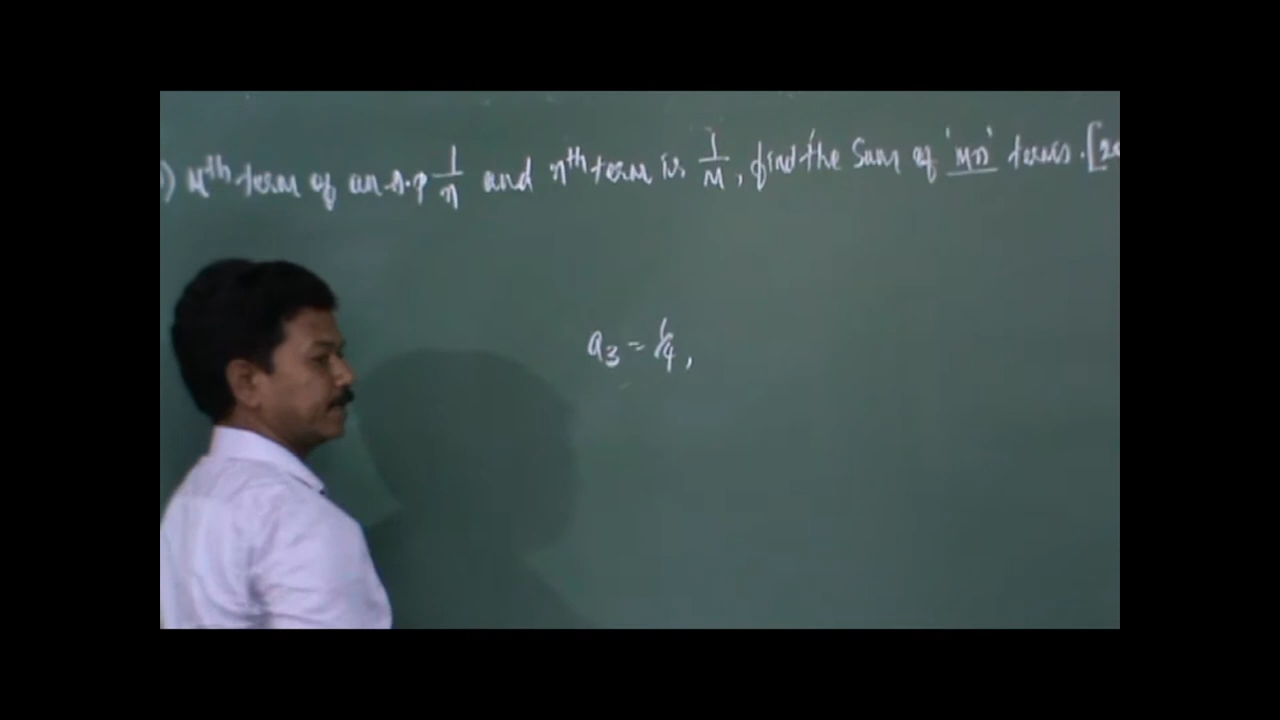 ) mth term of an A.P 1/n and nth term is 1/m, find the Sum of 'mn' terms. [20
a3 = 1/4,